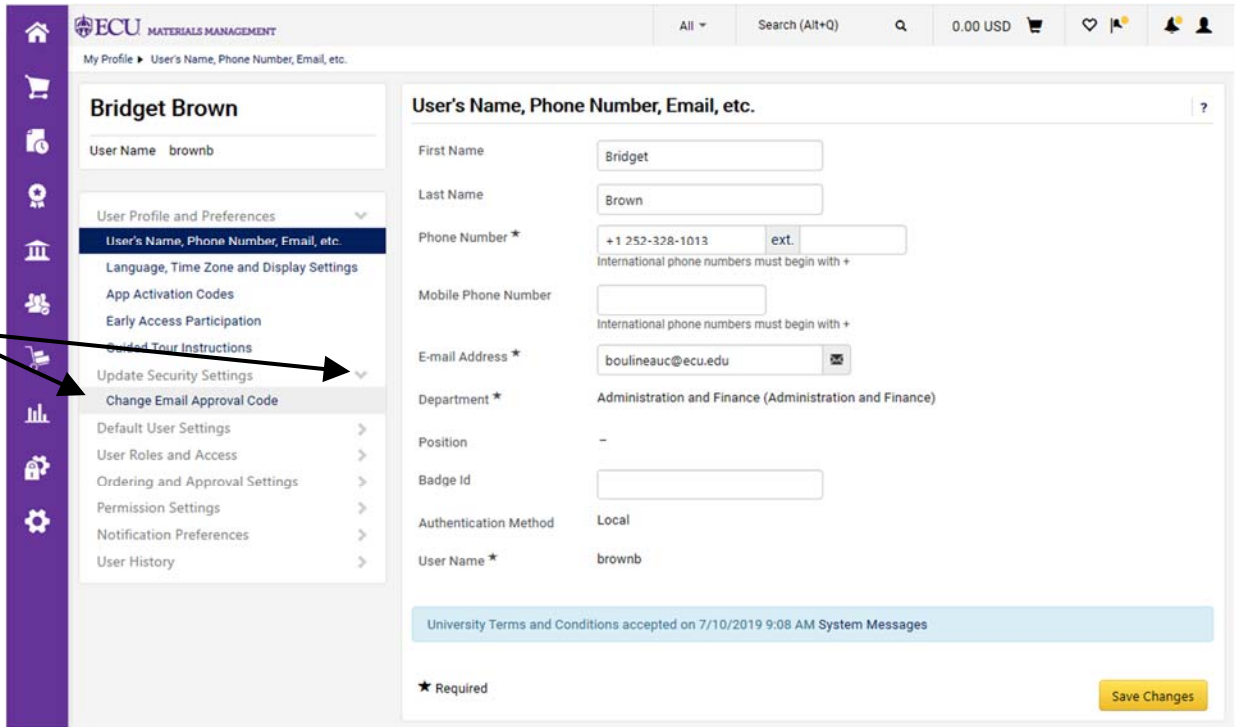 ECU MATERIALS MANAGEMENT
All
Search (Alt+Q)
0.00 USD
My Profile User's Name, Phone Number, Email, etc.
Bridget Brown
User Name brownb
User Profile and Preferences
User's Name, Phone Number, Email, etc.
Language, Time Zone and Display Settings
App Activation Codes
Early Access Participation
Guided Tour Instructions
Update Security Settings
Change Email Approval Code
Default User Settings
User Roles and Access
Ordering and Approval Settings
Permission Settings
Notification Preferences
User History
User's Name, Phone Number, Email, etc.
?
First Name Bridget
Last Name Brown
Phone Number ★ +1 252-328-1013 ext.
International phone numbers must begin with +
Mobile Phone Number
International phone numbers must begin with +
E-mail Address ★ boulineauc@ecu.edu
Department ★ Administration and Finance (Administration and Finance)
Position –
Badge Id
Authentication Method Local
User Name ★ brownb
University Terms and Conditions accepted on 7/10/2019 9:08 AM System Messages
★ Required
Save Changes